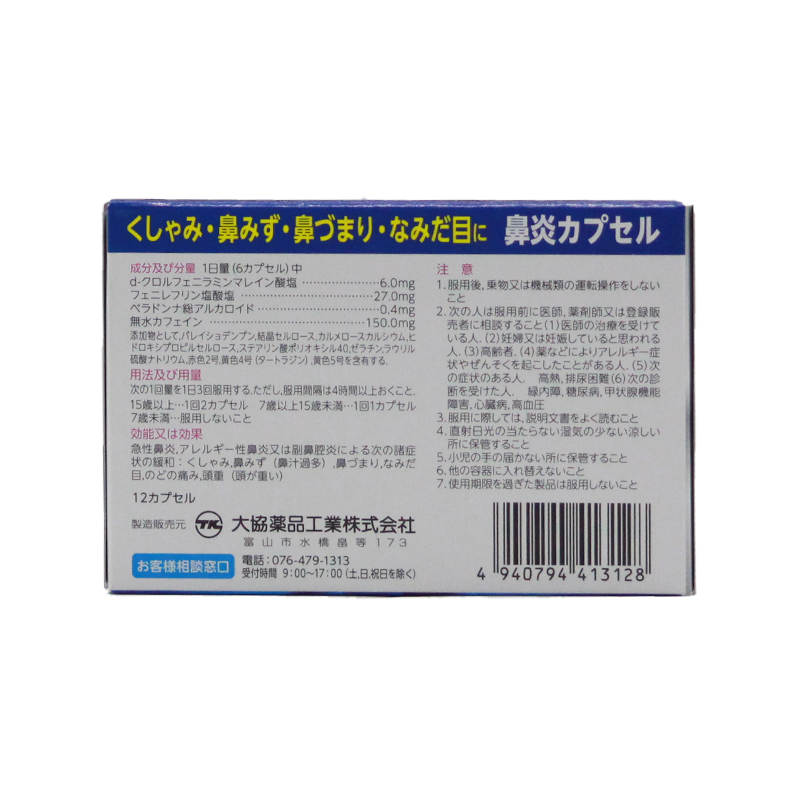 くしゃみ・鼻みず・鼻づまり・なみだ目に 鼻炎カプセル
成分及び分量 1日量(6カプセル)中
d-クロルフェニラミンマレイン酸塩 ……………… 6.0mg
フェニレフリン塩酸塩 ……………………… 27.0mg
ベラドンナ総アルカロイド ……………… 0.4mg
無水カフェイン ……………………… 150.0mg
添加物として、バレイショデンプン、結晶セルロース、カルメロースカルシウム、ヒ
ドロキシプロピルセルロース、ステアリン酸ポリオキシル40、ゼラチン、ラウリル
硫酸ナトリウム、赤色2号、黄色4号(タートラジン)、黄色5号を含有する.
用法及び用量
次の1回量を1日3回服用する.ただし、服用間隔は4時間以上おくこと.
15歳以上…1回2カプセル 7歳以上15歳未満…1回1カプセル
7歳未満…服用しないこと
効能又は効果
急性鼻炎,アレルギー性鼻炎又は副鼻腔炎による次の諸症
状の緩和:くしゃみ,鼻みず(鼻汁過多),鼻づまり,なみだ
目,のどの痛み,頭重(頭が重い)
12カプセル
製造販売元 TK 大協薬品工業株式会社
富山市水橋畠等173
お客様相談窓口 電話:076-479-1313
受付時間 9:00~17:00(土,日,祝日を除く)
注意
1.服用後,乗物又は機械類の運転操作をしない
こと
2.次の人は服用前に医師,薬剤師又は登録販
売者に相談すること(1)医師の治療を受けて
いる人.(2)妊婦又は妊娠していると思われる
人.(3)高齢者.(4)薬などによりアレルギー症
状やぜんそくを起こしたことがある人.(5)次
の症状のある人. 高熱,排尿困難(6)次の診
断を受けた人. 緑内障,糖尿病,甲状腺機能
障害,心臓病,高血圧
3.服用に際しては,説明文書をよく読むこと
4.直射日光の当たらない湿気の少ない涼しい
所に保管すること
5.小児の手の届かない所に保管すること
6.他の容器に入れ替えないこと
7.使用期限を過ぎた製品は服用しないこと
4 940794 413128